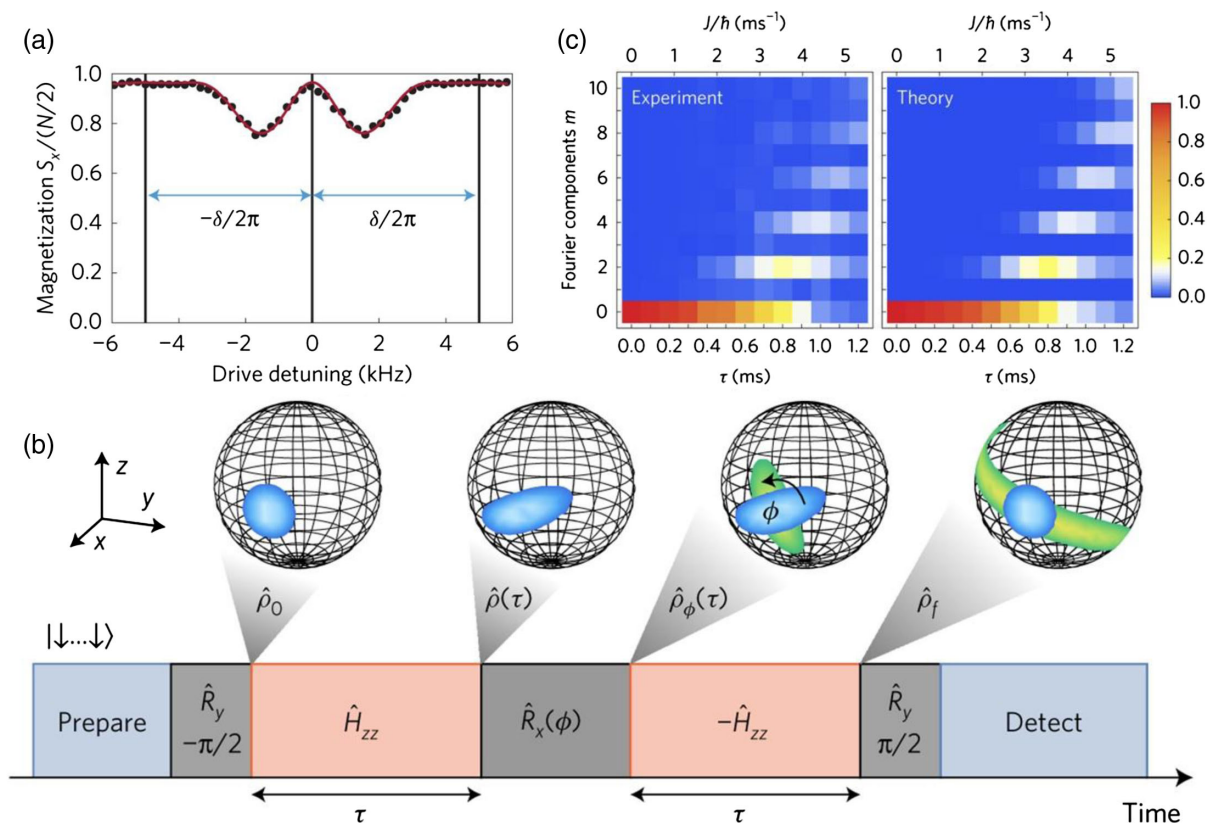 (a)
Magnetization S_x/(N/2)
1.0
0.8
0.6
0.4
0.2
0.0
−δ/2π
δ/2π
−6 −4 −2 0 2 4 6
Drive detuning (kHz)
(c)
J/ħ (ms⁻¹)
0 1 2 3 4 5
Fourier components m
10
8
6
4
2
0
Experiment
0.0 0.2 0.4 0.6 0.8 1.0 1.2
τ (ms)
J/ħ (ms⁻¹)
0 1 2 3 4 5
Theory
0.0 0.2 0.4 0.6 0.8 1.0 1.2
τ (ms)
1.0
0.8
0.6
0.4
0.2
0.0
(b)
z
y
x
ϕ
ρ̂₀
ρ̂(τ)
ρ̂_ϕ(τ)
ρ̂_f
|↓...↓⟩
Prepare
R̂_y
−π/2
Ĥ_zz
R̂_x(ϕ)
−Ĥ_zz
R̂_y
π/2
Detect
τ
τ
Time